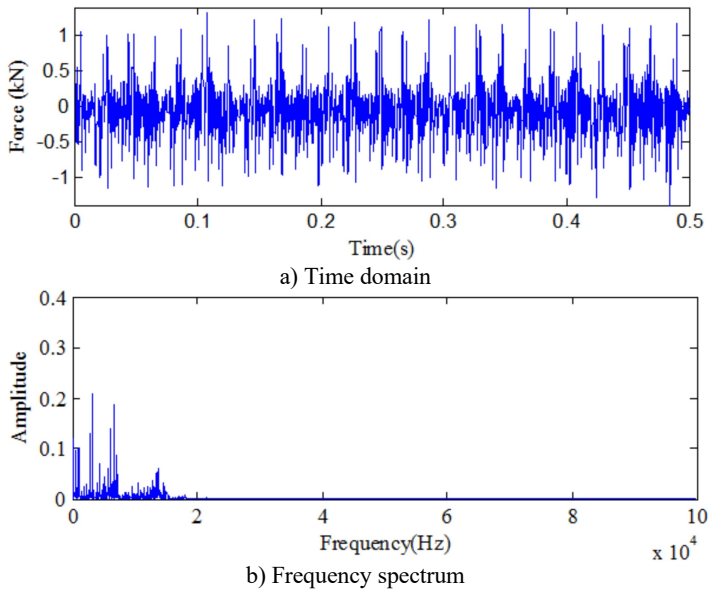 1
0.5
0
-0.5
-1
Force (kN)
0 0.1 0.2 0.3 0.4 0.5
Time(s)
a) Time domain
0.4
0.3
0.2
0.1
0
Amplitude
0 2 4 6 8 10
Frequency(Hz)
x 10^4
b) Frequency spectrum